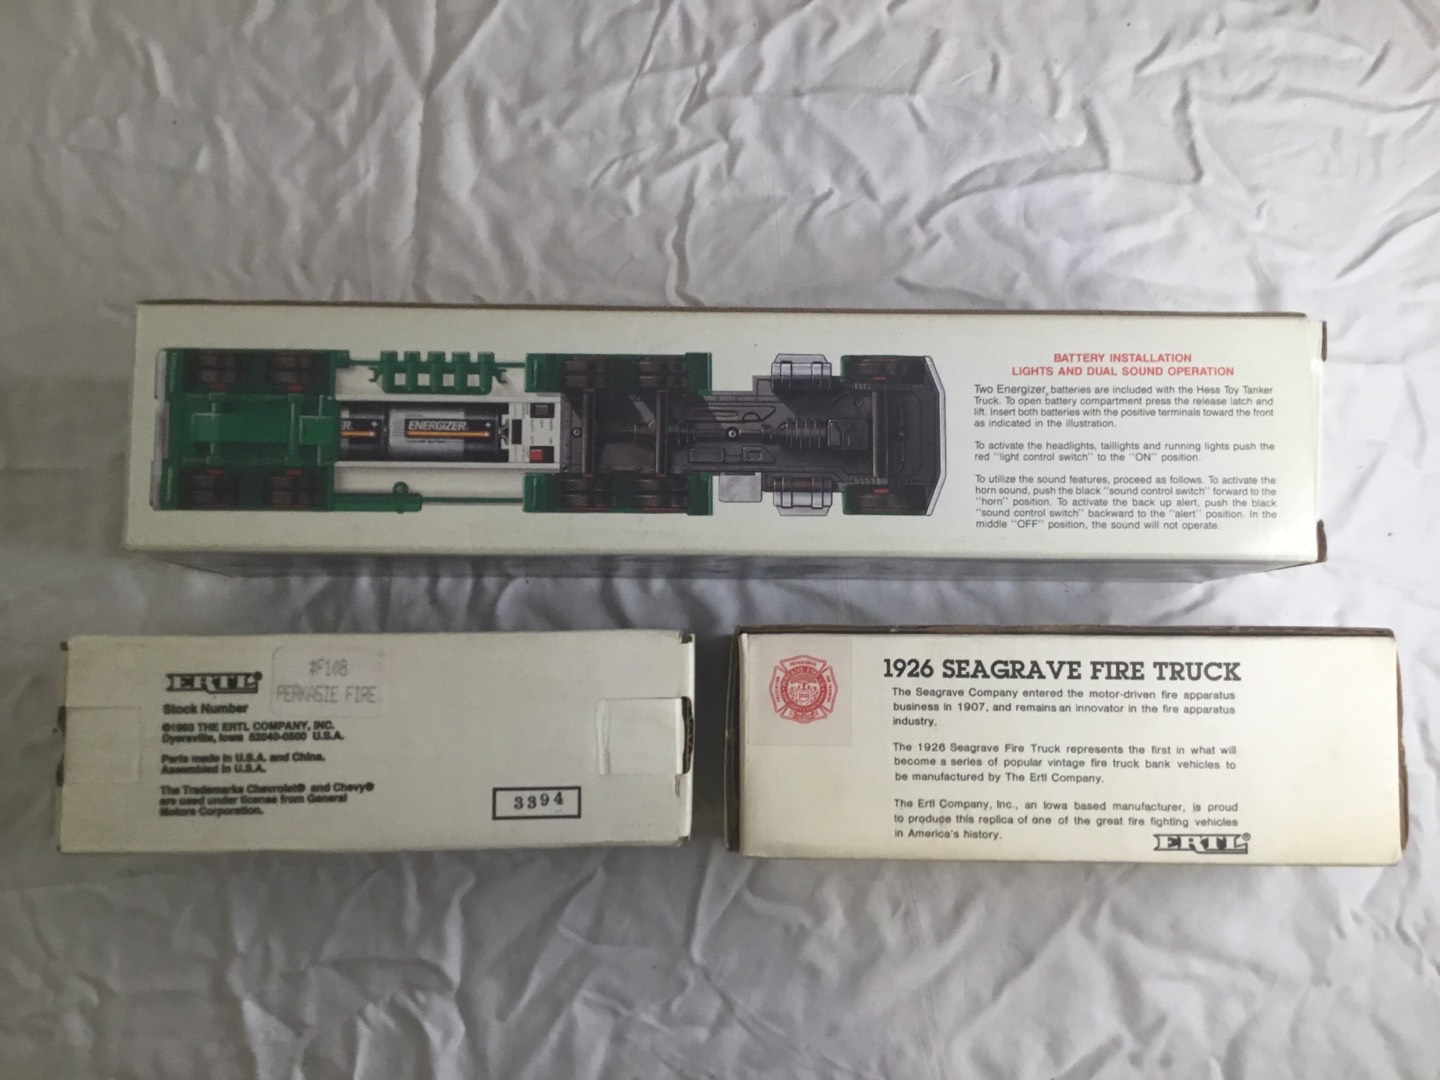 BATTERY INSTALLATION
LIGHTS AND DUAL SOUND OPERATION
Two Energizer® batteries are included with the Hess Toy Tanker
Truck. To open battery compartment press the release latch and
lift. Insert both batteries with the positive terminals toward the front
as indicated in the illustration.
To activate the headlights, taillights and running lights push the
red "light control switch" to the "ON" position.
To utilize the sound features, proceed as follows. To activate the
horn sound, push the black "sound control switch" forward to the
"horn" position. To activate the back up alert, push the black
"sound control switch" backward to the "alert" position. In the
middle "OFF" position, the sound will not operate.
R.
ENERGIZER.
ERTL®
#F108
PERKASIE FIRE
Stock Number
©1993 THE ERTL COMPANY, INC.
Dyersville, Iowa 52040-0500 U.S.A.
Parts made in U.S.A. and China.
Assembled in U.S.A.
The Trademarks Chevrolet® and Chevy®
are used under license from General
Motors Corporation.
3394
1926 SEAGRAVE FIRE TRUCK
The Seagrave Company entered the motor-driven fire apparatus
business in 1907, and remains an innovator in the fire apparatus
industry.
The 1926 Seagrave Fire Truck represents the first in what will
become a series of popular vintage fire truck bank vehicles to
be manufactured by The Ertl Company.
The Ertl Company, Inc., an Iowa based manufacturer, is proud
to produce this replica of one of the great fire fighting vehicles
in America's history.
ERTL®